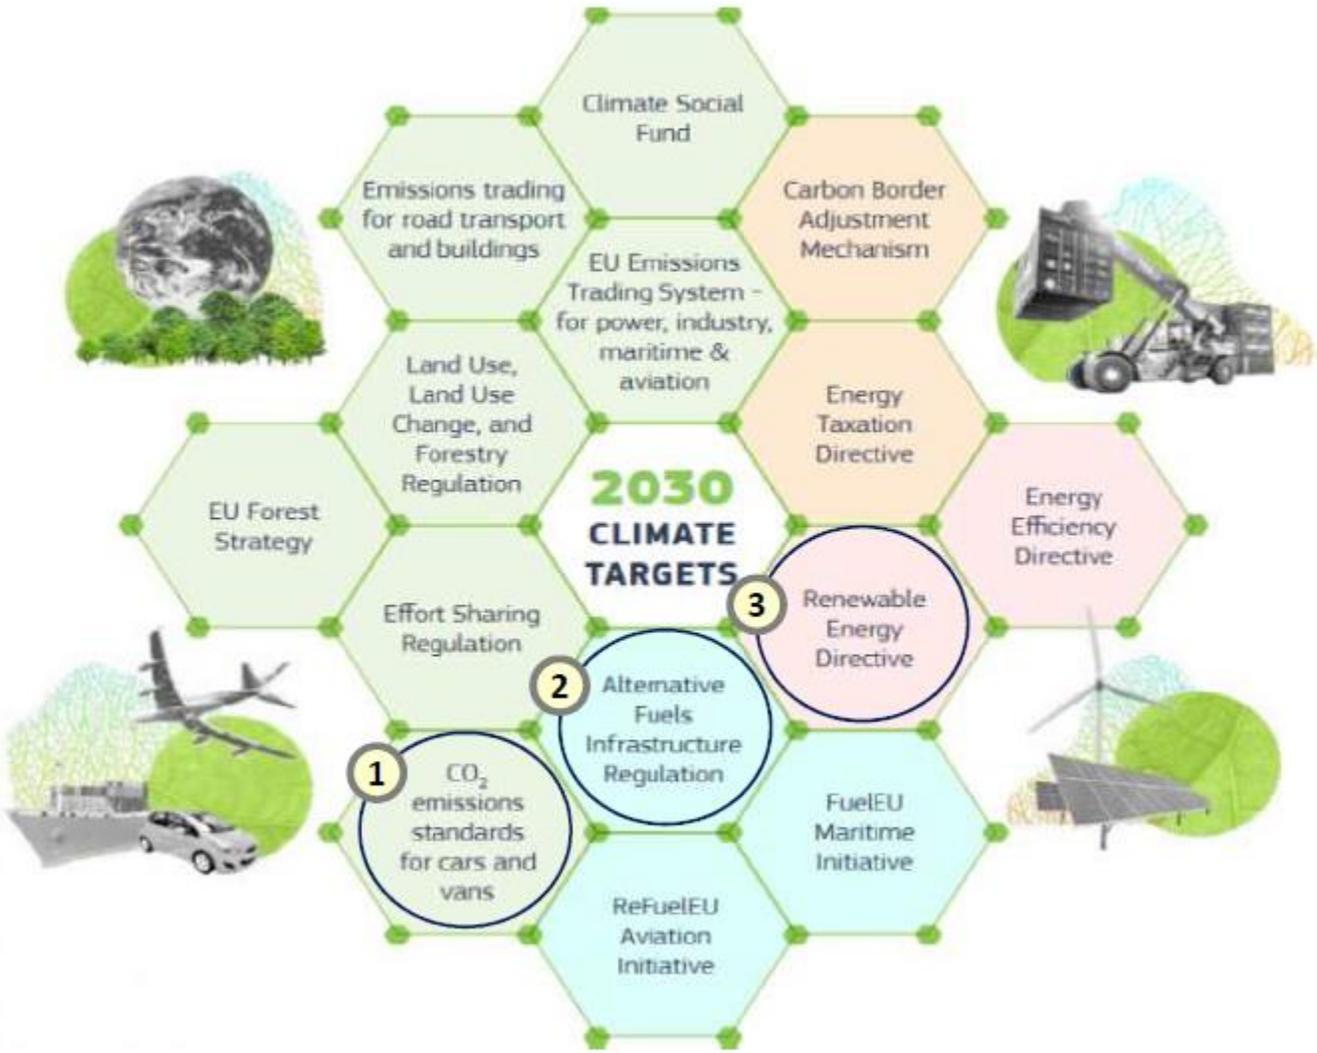 Climate Social
Fund
Emissions trading
for road transport
and buildings
Carbon Border
Adjustment
Mechanism
EU Emissions
Trading System –
for power, industry,
maritime &
aviation
Land Use,
Land Use
Change, and
Forestry
Regulation
Energy
Taxation
Directive
EU Forest
Strategy
2030
CLIMATE
TARGETS
Energy
Efficiency
Directive
Effort Sharing
Regulation
3
Renewable
Energy
Directive
2
Alternative
Fuels
Infrastructure
Regulation
1
CO₂
emissions
standards
for cars and
vans
FuelEU
Maritime
Initiative
ReFuelEU
Aviation
Initiative